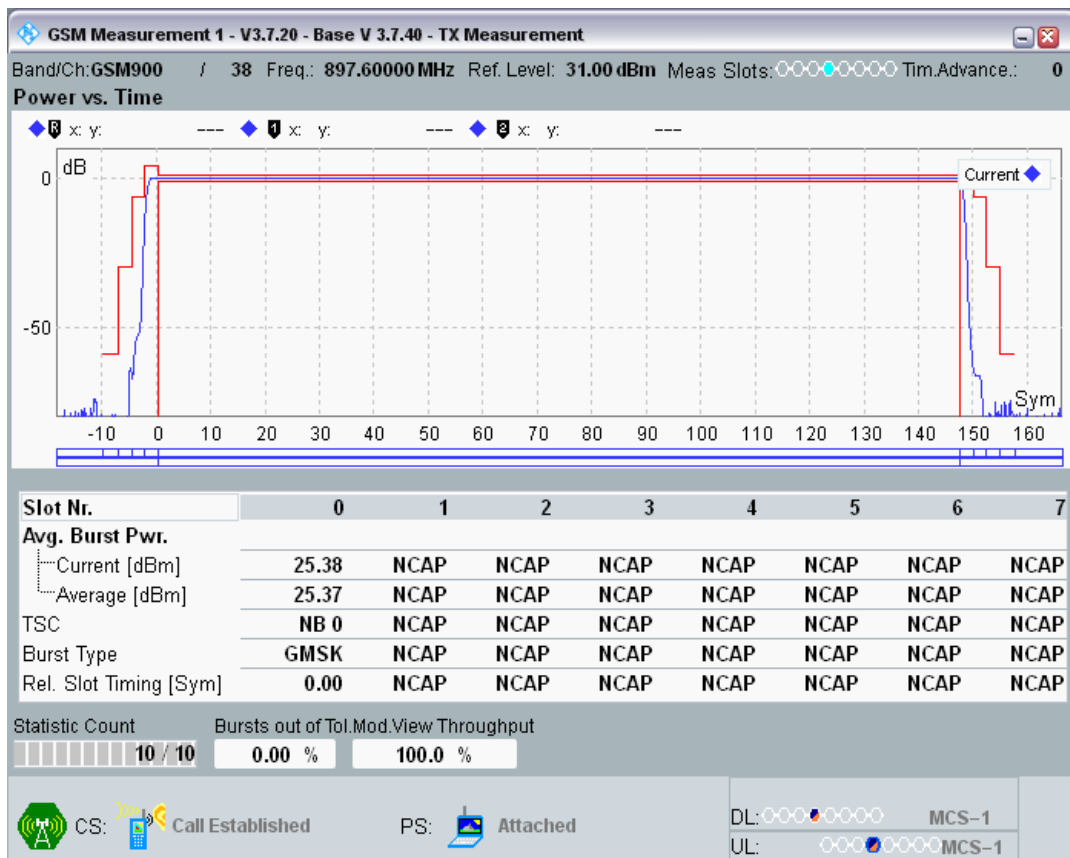 GSM Measurement 1 - V3.7.20 - Base V 3.7.40 - TX Measurement
Band/Ch:GSM900 / 38 Freq.: 897.60000 MHz Ref. Level: 31.00 dBm Meas Slots: Tim.Advance.: 0
Power vs. Time
R x: y: --- 1 x: y: --- 2 x: y: ---
dB
Current
0
-50
Sym
-10 0 10 20 30 40 50 60 70 80 90 100 110 120 130 140 150 160
Slot Nr. 0 1 2 3 4 5 6 7
Avg. Burst Pwr.
Current [dBm] 25.38 NCAP NCAP NCAP NCAP NCAP NCAP NCAP
Average [dBm] 25.37 NCAP NCAP NCAP NCAP NCAP NCAP NCAP
TSC NB 0 NCAP NCAP NCAP NCAP NCAP NCAP NCAP
Burst Type GMSK NCAP NCAP NCAP NCAP NCAP NCAP NCAP
Rel. Slot Timing [Sym] 0.00 NCAP NCAP NCAP NCAP NCAP NCAP NCAP
Statistic Count Bursts out of Tol.Mod.View Throughput
10 / 10 0.00 % 100.0 %
CS: Call Established PS: Attached
DL: MCS-1
UL: MCS-1